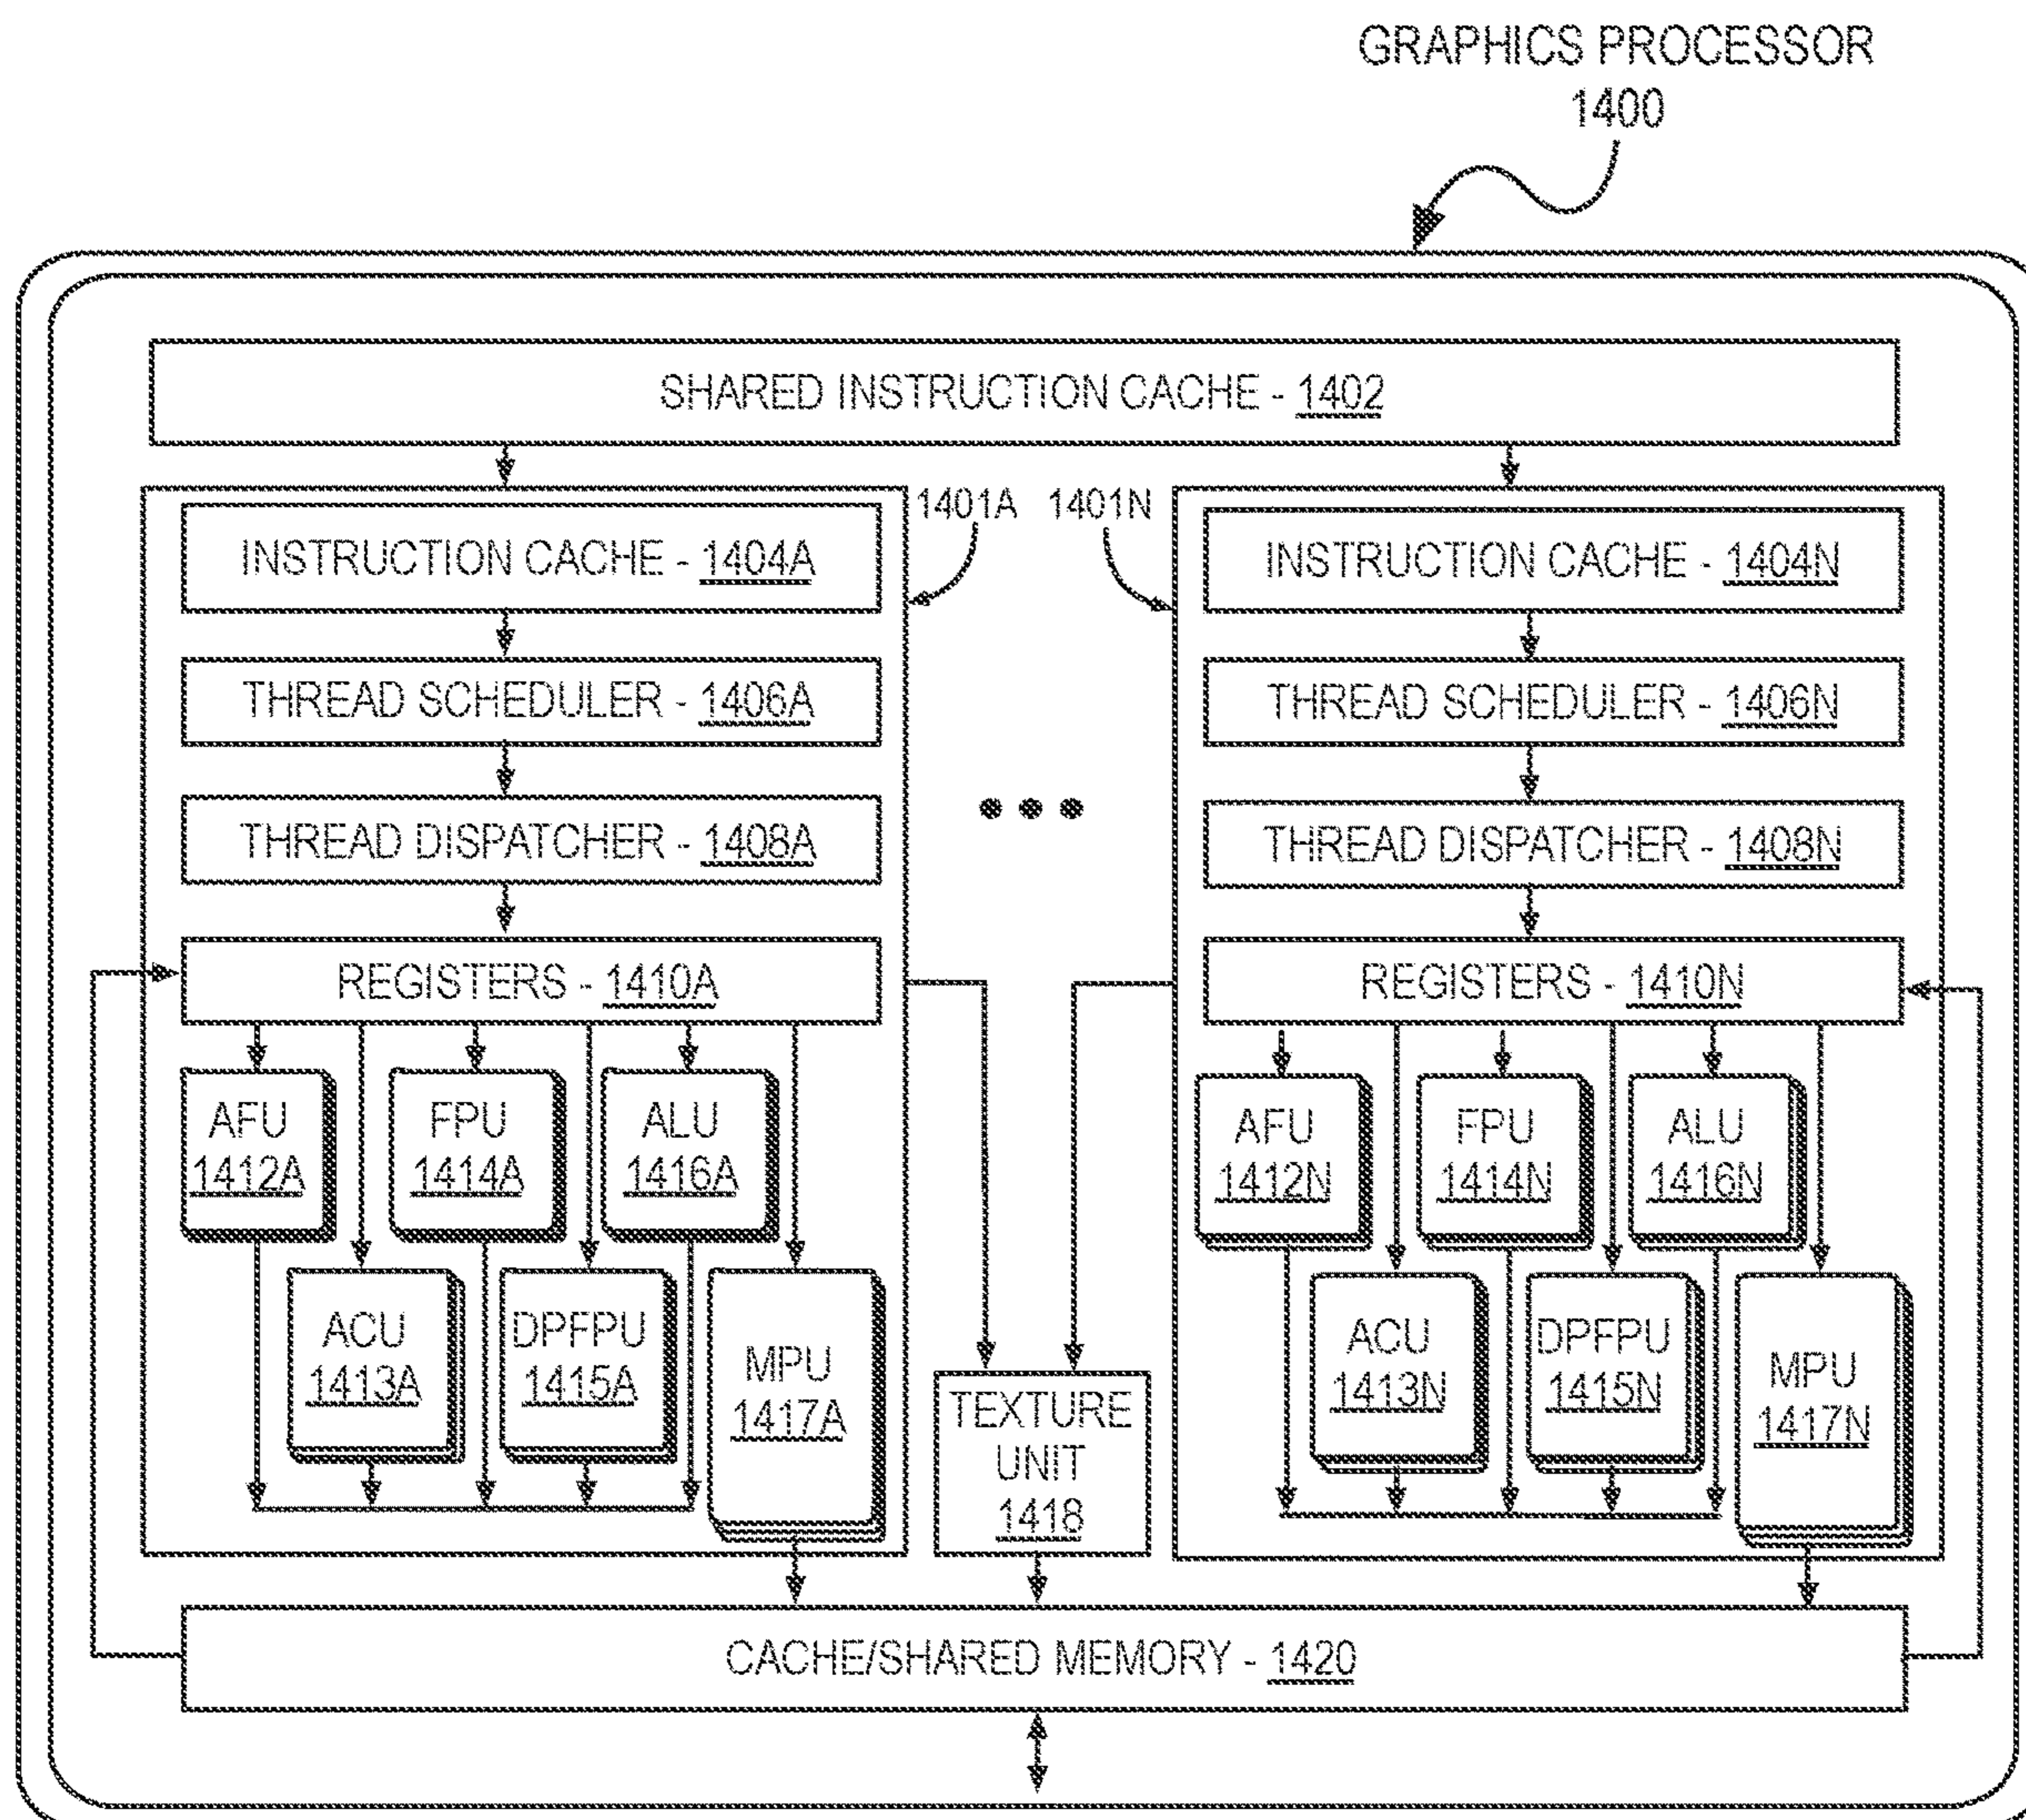 GRAPHICS PROCESSOR
1400
SHARED INSTRUCTION CACHE - 1402
1401A
1401N
INSTRUCTION CACHE - 1404A
THREAD SCHEDULER - 1406A
THREAD DISPATCHER - 1408A
REGISTERS - 1410A
AFU
1412A
FPU
1414A
ALU
1416A
ACU
1413A
DPFPU
1415A
MPU
1417A
TEXTURE
UNIT
1418
INSTRUCTION CACHE - 1404N
THREAD SCHEDULER - 1406N
THREAD DISPATCHER - 1408N
REGISTERS - 1410N
AFU
1412N
FPU
1414N
ALU
1416N
ACU
1413N
DPFPU
1415N
MPU
1417N
CACHE/SHARED MEMORY - 1420